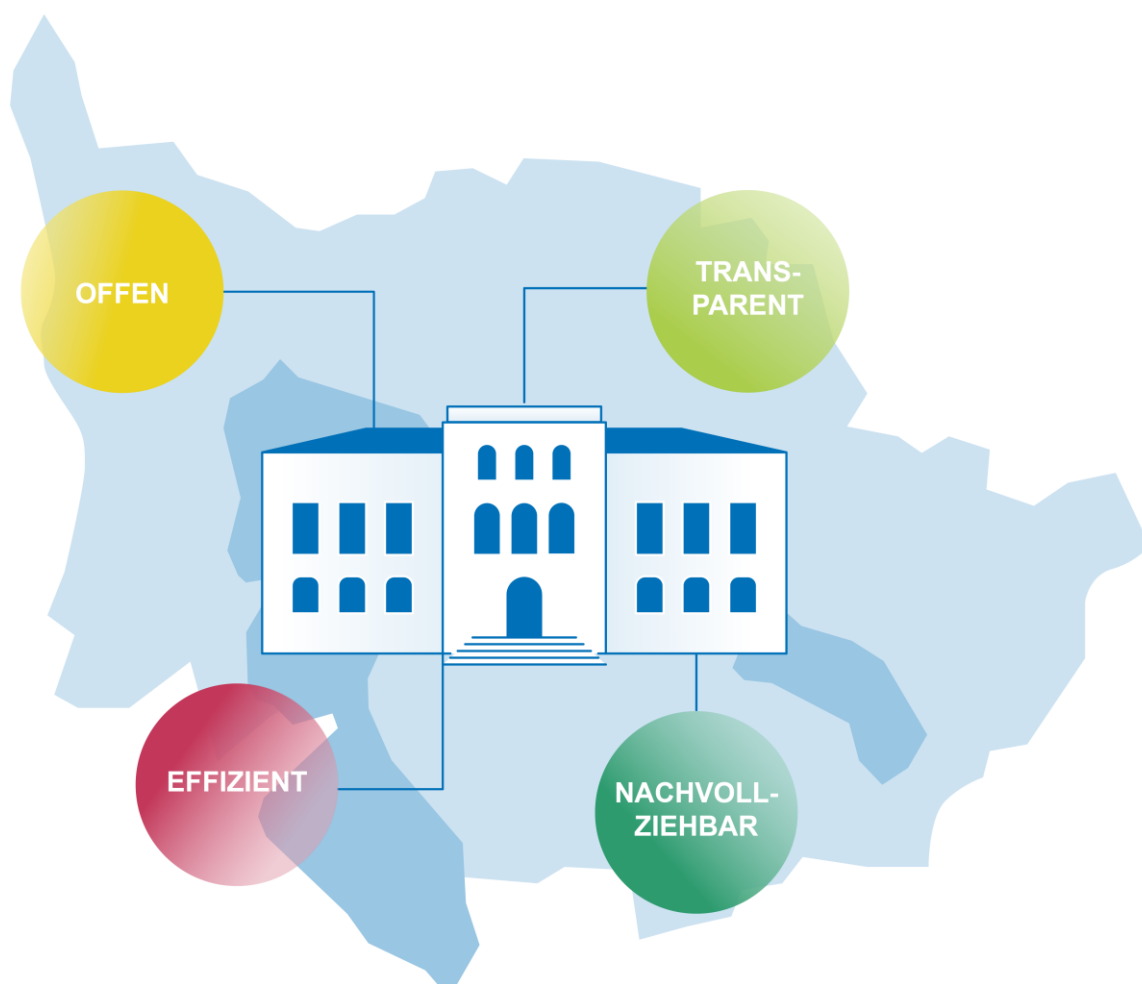 OFFEN
TRANS-
PARENT
EFFIZIENT
NACHVOLL-
ZIEHBAR